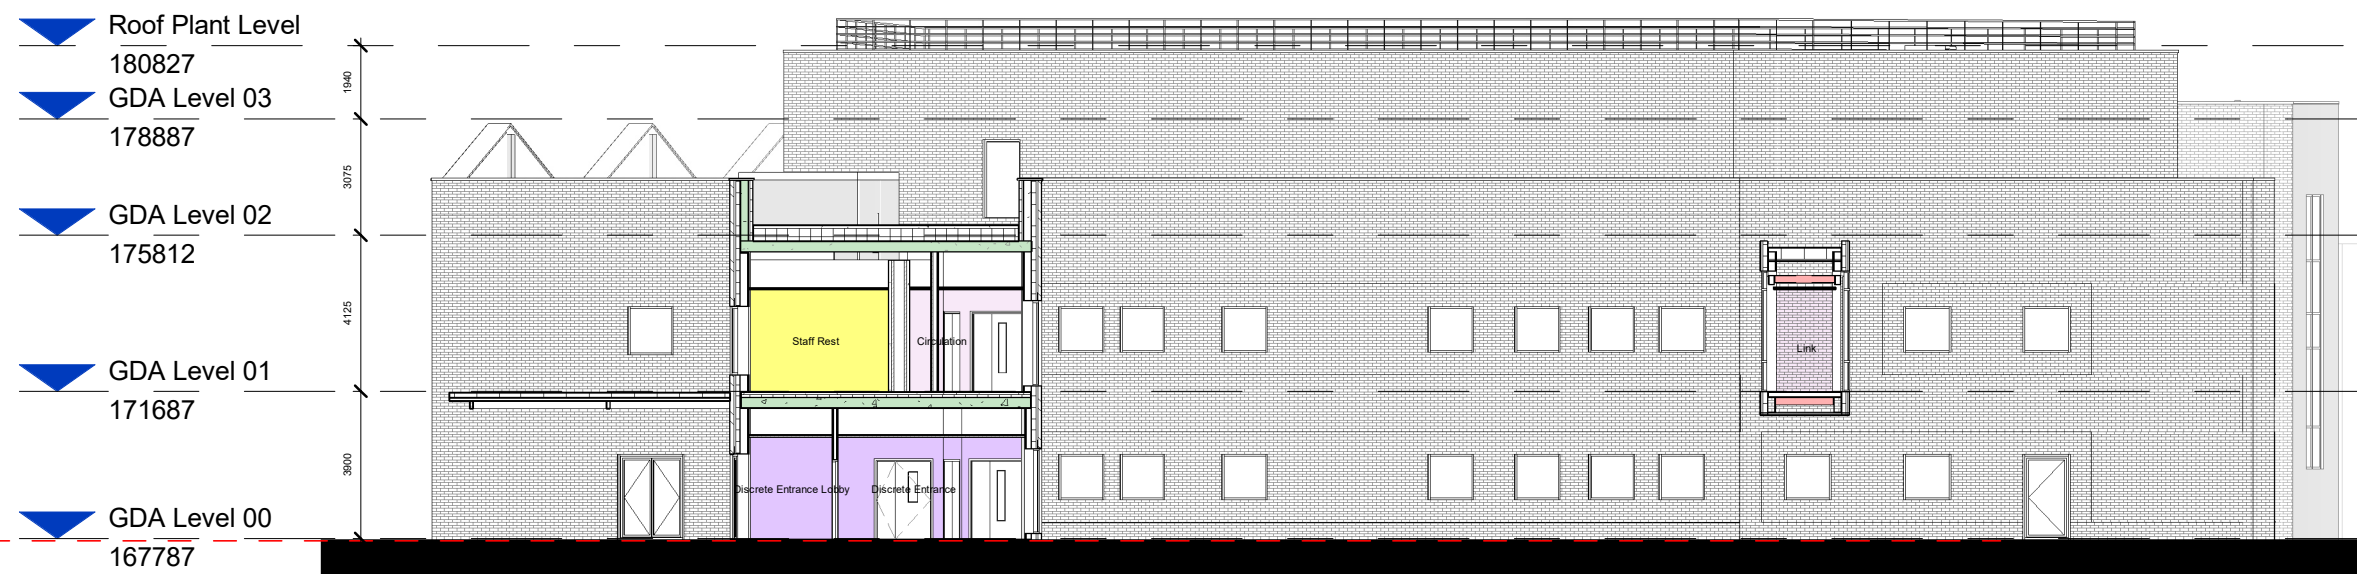 Roof Plant Level
180827
1940
GDA Level 03
178887
3075
GDA Level 02
175812
4125
Staff Rest
Circulation
Link
GDA Level 01
171687
3900
Discrete Entrance Lobby
Discrete Entrance
GDA Level 00
167787